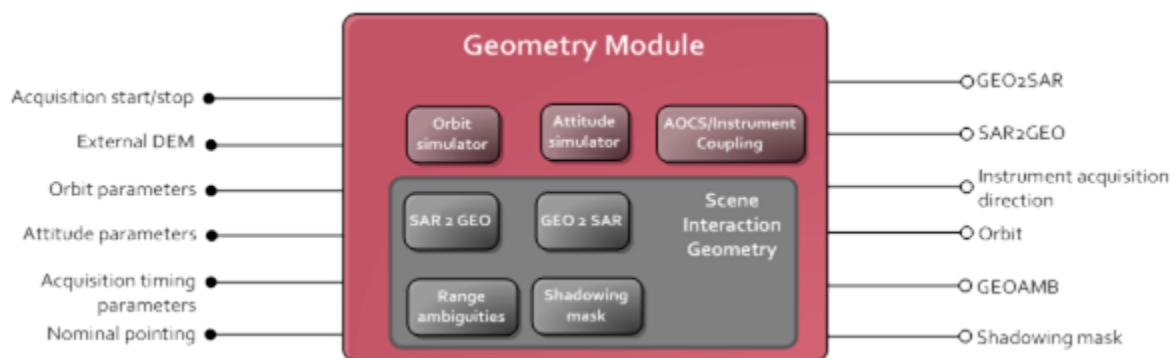 Geometry Module
Acquisition start/stop
External DEM
Orbit parameters
Attitude parameters
Acquisition timing
parameters
Nominal pointing
Orbit
simulator
Attitude
simulator
AOCS/Instrument
Coupling
SAR 2 GEO
GEO 2 SAR
Scene
Interaction
Geometry
Range
ambiguities
Shadowing
mask
GEO2SAR
SAR2GEO
Instrument acquisition
direction
Orbit
GEOAMB
Shadowing mask